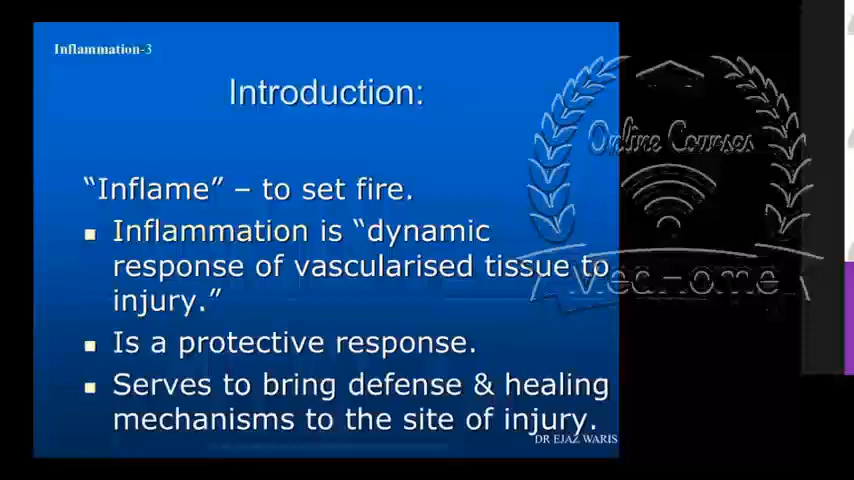 Inflammation-3
Introduction:
“Inflame” – to set fire.
Inflammation is “dynamic
response of vascularised tissue to
injury.”
Is a protective response.
Serves to bring defense & healing
mechanisms to the site of injury.
DR EJAZ WARIS
Online Courses
MedHome